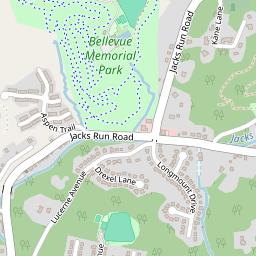 Kane Lane
Bellevue
Memorial
Park
Jacks Run Road
Aspen Trail
Jacks Run Road
Jacks
Longmount Drive
Drexel Lane
Lucerne Avenue